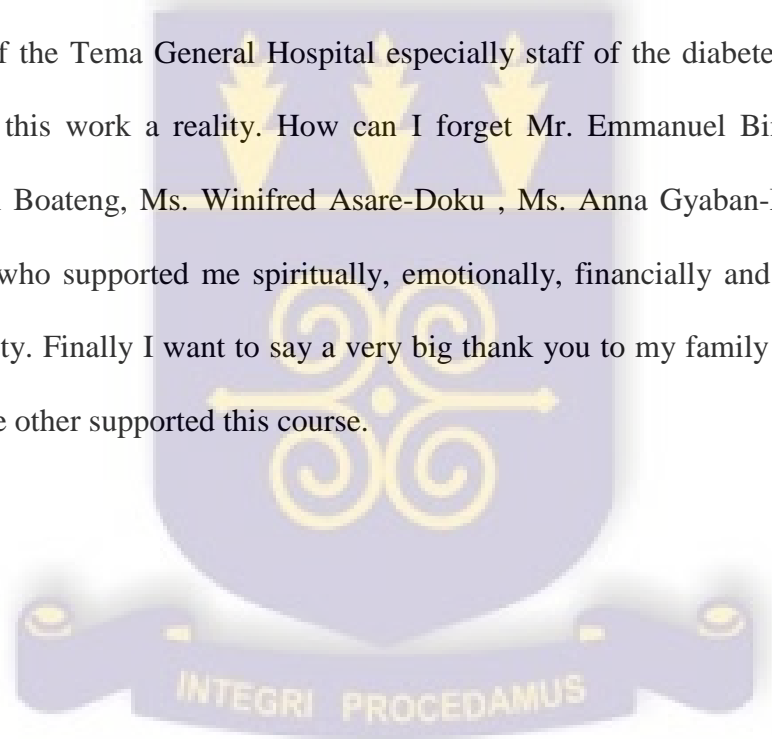 f the Tema General Hospital especially staff of the diabete
this work a reality. How can I forget Mr. Emmanuel Bi
Boateng, Ms. Winifred Asare-Doku , Ms. Anna Gyaban-
who supported me spiritually, emotionally, financially and
ty. Finally I want to say a very big thank you to my family
e other supported this course.
INTEGRI PROCEDAMUS